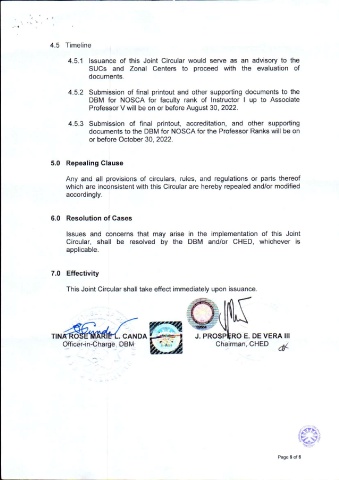 4.5 Timeline
4.5.1 Issuance of this Joint Circular would serve as an advisory to the
SUCs and Zonal Centers to proceed with the evaluation of
documents.
4.5.2 Submission of final printout and other supporting documents to the
DBM for NOSCA for faculty rank of Instructor I up to Associate
Professor V will be on or before August 30, 2022.
4.5.3 Submission of final printout, accreditation, and other supporting
documents to the DBM for NOSCA for the Professor Ranks will be on
or before October 30, 2022.
5.0 Repealing Clause
Any and all provisions of circulars, rules, and regulations or parts thereof
which are inconsistent with this Circular are hereby repealed and/or modified
accordingly.
6.0 Resolution of Cases
Issues and concerns that may arise in the implementation of this Joint
Circular, shall be resolved by the DBM and/or CHED, whichever is
applicable.
7.0 Effectivity
This Joint Circular shall take effect immediately upon issuance.
TINA ROSE MARIE L. CANDA J. PROSPERO E. DE VERA III
Officer-in-Charge, DBM Chairman, CHED
Page 6 of 6